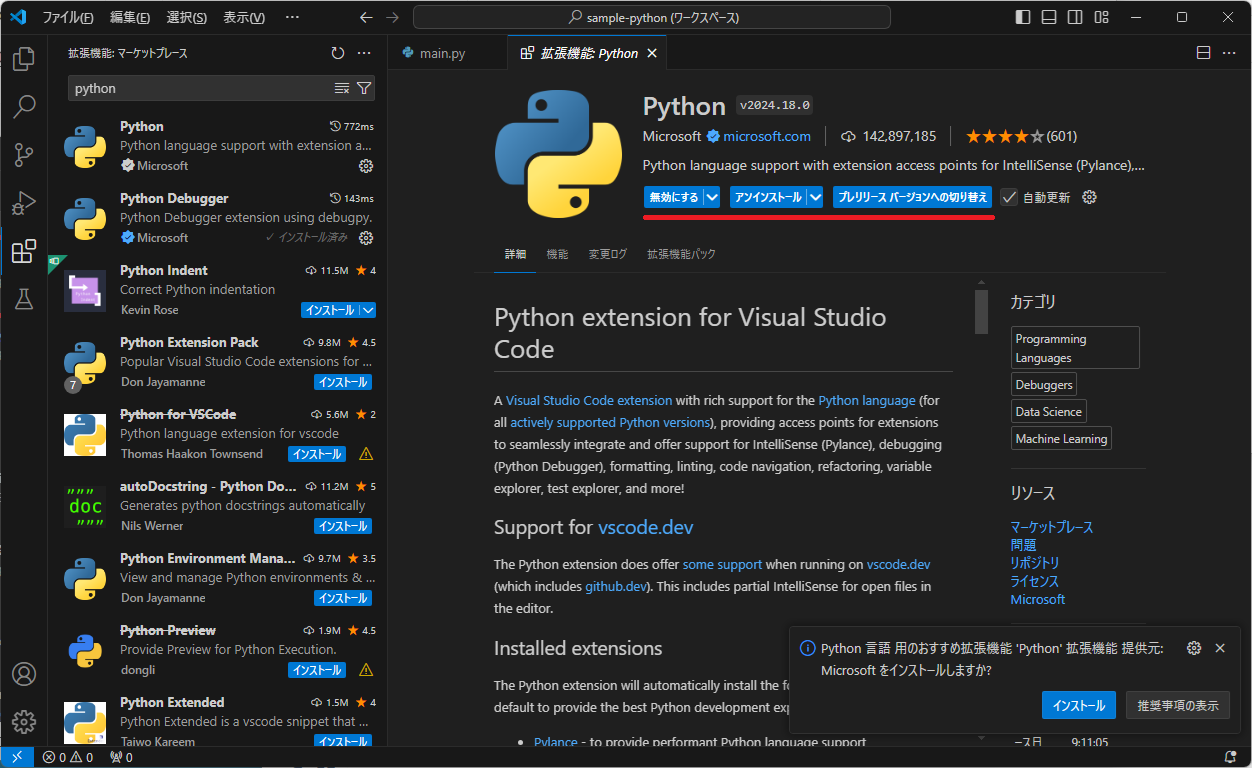 ファイル(F) 編集(E) 選択(S) 表示(V) ··· sample-python (ワークスペース)
拡張機能: マーケットプレース
python
Python 772ms
Python language support with extension a...
Microsoft
Python Debugger 143ms
Python Debugger extension using debugpy.
Microsoft ✓ インストール済み
Python Indent 11.5M ★ 4
Correct Python indentation
Kevin Rose インストール
Python Extension Pack 9.8M ★ 4.5
Popular Visual Studio Code extensions for ...
7
Don Jayamanne インストール
Python for VSCode 5.6M ★ 2
Python language extension for vscode
Thomas Haakon Townsend インストール
autoDocstring - Python Do... 11.2M ★ 5
Generates python docstrings automatically
""" doc """
Nils Werner インストール
Python Environment Mana... 9.7M ★ 3.5
View and manage Python environments & ...
Don Jayamanne インストール
Python Preview 1.9M ★ 4.5
Provide Preview for Python Execution.
dongli インストール
Python Extended 1.5M ★ 4
Python Extended is a vscode snippet that ...
Taiwo Kareem インストール
main.py 拡張機能: Python
Python v2024.18.0
Microsoft microsoft.com 142,897,185 ★★★★★(601)
Python language support with extension access points for IntelliSense (Pylance),...
無効にする アンインストール プレリリース バージョンへの切り替え 自動更新
詳細 機能 変更ログ 拡張機能パック
Python extension for Visual Studio
Code
A Visual Studio Code extension with rich support for the Python language (for
all actively supported Python versions), providing access points for extensions
to seamlessly integrate and offer support for IntelliSense (Pylance), debugging
(Python Debugger), formatting, linting, code navigation, refactoring, variable
explorer, test explorer, and more!
Support for vscode.dev
The Python extension does offer some support when running on vscode.dev
(which includes github.dev). This includes partial IntelliSense for open files in
the editor.
Installed extensions
The Python extension will automatically install the fo
default to provide the best Python development exp
• Pylance - to provide performant Python language support
カテゴリ
Programming
Languages
Debuggers
Data Science
Machine Learning
リソース
マーケットプレース
問題
リポジトリ
ライセンス
Microsoft
Python 言語 用のおすすめ拡張機能 'Python' 拡張機能 提供元:
Microsoft をインストールしますか?
インストール 推奨事項の表示
ース日 9:11:05
0 0 0